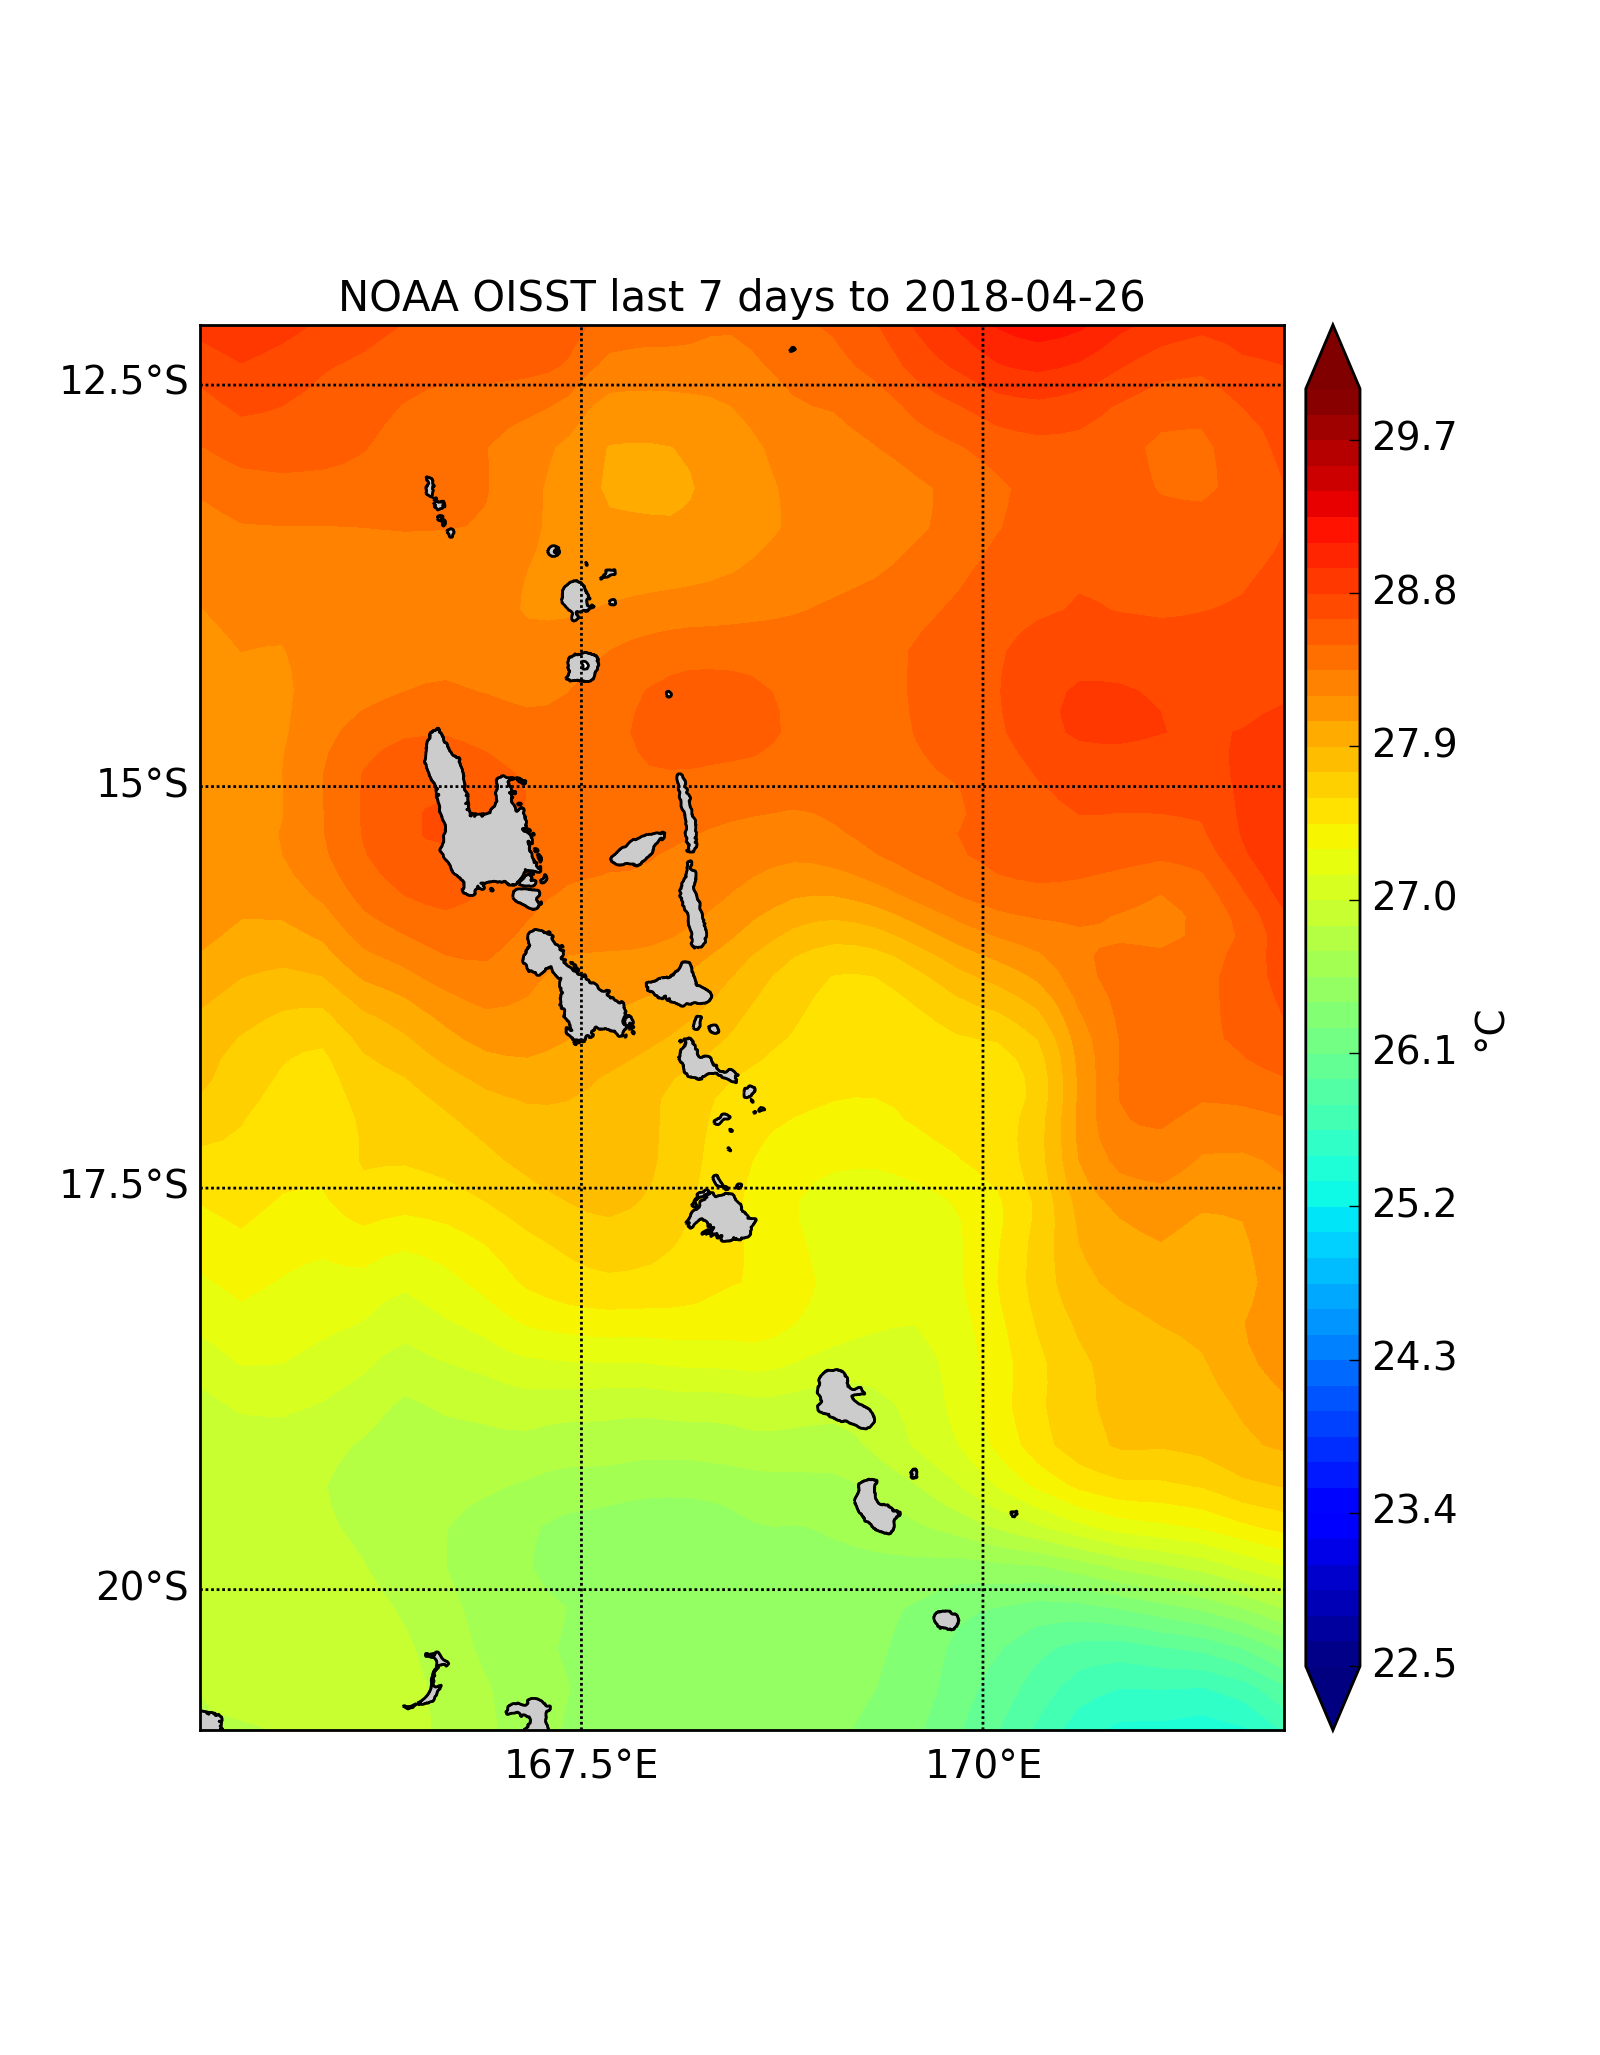 NOAA OISST last 7 days to 2018-04-26
12.5°S
15°S
17.5°S
20°S
167.5°E
170°E
29.7
28.8
27.9
27.0
26.1
25.2
24.3
23.4
22.5
°C